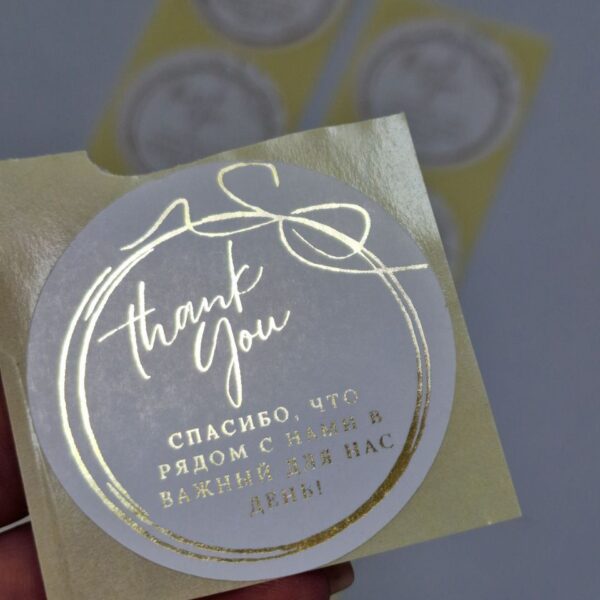 thank
you
СПАСИБО, ЧТО
РЯДОМ С НАМИ В
ВАЖНЫЙ ДЛЯ НАС
ДЕНЬ!